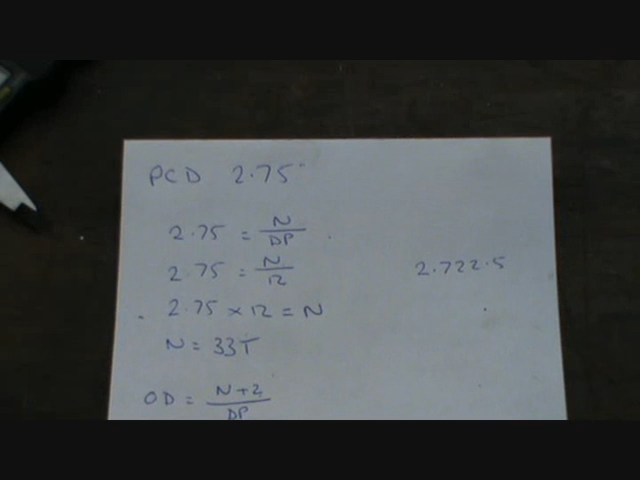 PCD 2.75"
2.75 = N/DP.
2.75 = N/12
2.722.5
. 2.75 × 12 = N
N = 33T
OD = N+2/DP